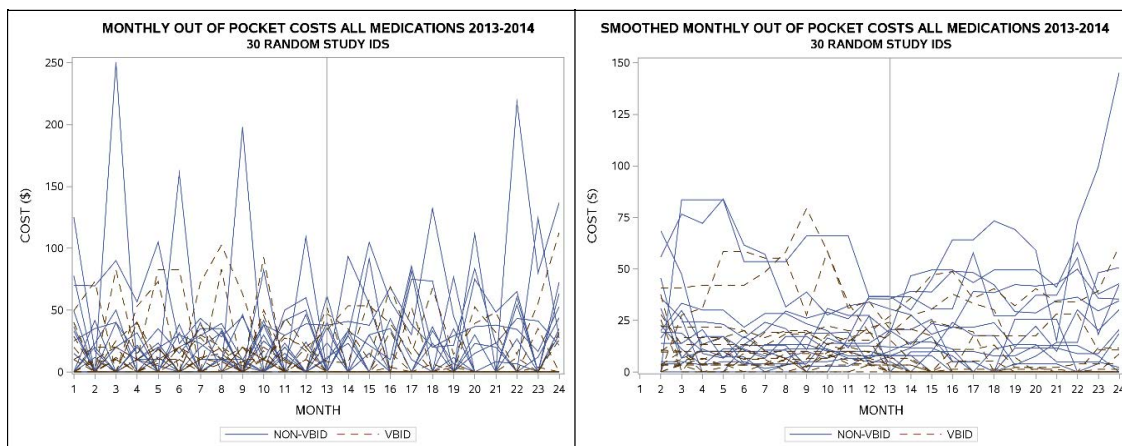 MONTHLY OUT OF POCKET COSTS ALL MEDICATIONS 2013-2014
30 RANDOM STUDY IDS
250
200
150
100
50
0
COST ($)
1 2 3 4 5 6 7 8 9 10 11 12 13 14 15 16 17 18 19 20 21 22 23 24
MONTH
NON-VBID VBID
SMOOTHED MONTHLY OUT OF POCKET COSTS ALL MEDICATIONS 2013-2014
30 RANDOM STUDY IDS
150
125
100
75
50
25
0
COST ($)
1 2 3 4 5 6 7 8 9 10 11 12 13 14 15 16 17 18 19 20 21 22 23 24
MONTH
NON-VBID VBID